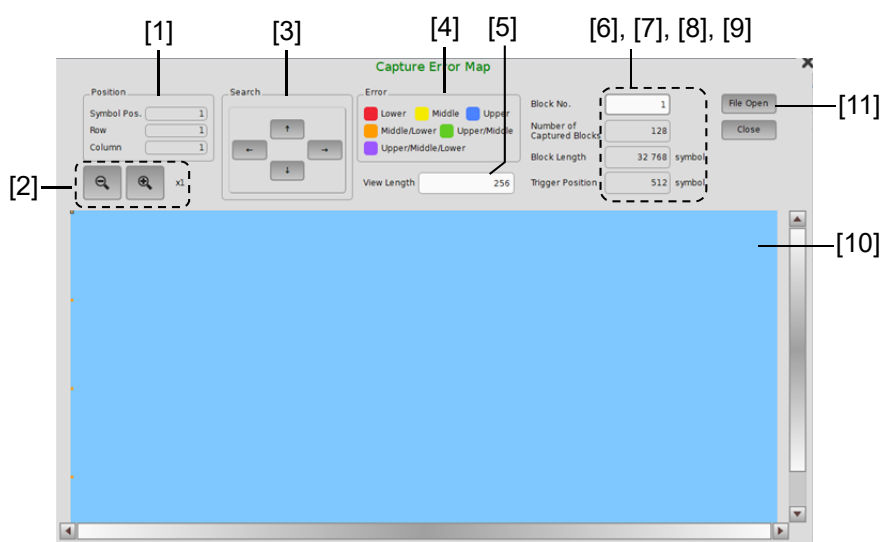 [1]
[3]
[4]
[5]
[6], [7], [8], [9]
Capture Error Map
Position
Symbol Pos. 1
Row 1
Column 1
Search
↑
← →
↓
Error
Lower Middle Upper
Middle/Lower Upper/Middle
Upper/Middle/Lower
View Length 256
Block No. 1
Number of
Captured Blocks 128
Block Length 32 768 symbol
Trigger Position 512 symbol
File Open
Close
[11]
[2]
x1
[10]